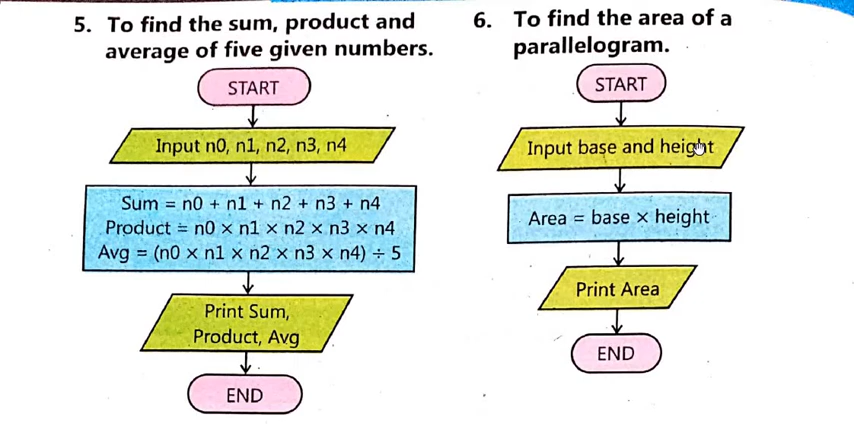 5. To find the sum, product and
average of five given numbers.
START
Input n0, n1, n2, n3, n4
Sum = n0 + n1 + n2 + n3 + n4
Product = n0 × n1 × n2 × n3 × n4
Avg = (n0 × n1 × n2 × n3 × n4) ÷ 5
Print Sum,
Product, Avg
END
6. To find the area of a
parallelogram.
START
Input base and height
Area = base × height
Print Area
END